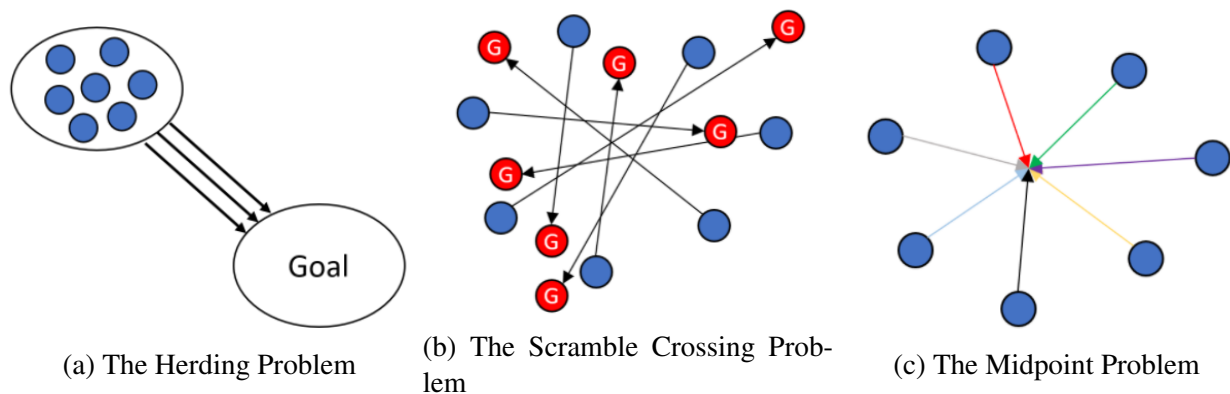 G
G
G
G
G
G
G
Goal
(a) The Herding Problem
(b) The Scramble Crossing Prob-
lem
(c) The Midpoint Problem